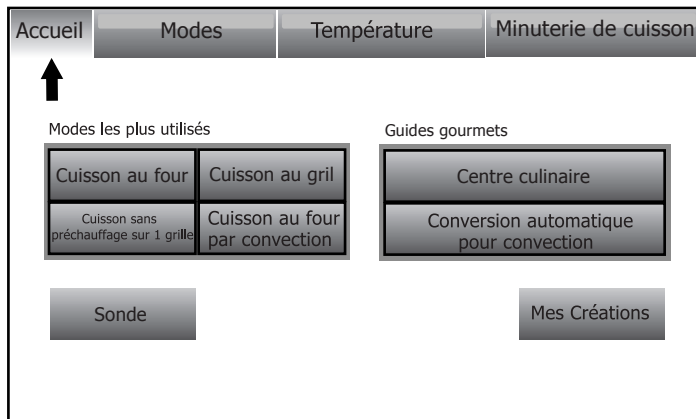 Accueil
Modes
Température
Minuterie de cuisson
Modes les plus utilisés
Cuisson au four
Cuisson au gril
Cuisson sans
préchauffage sur 1 grille
Cuisson au four
par convection
Guides gourmets
Centre culinaire
Conversion automatique
pour convection
Sonde
Mes Créations